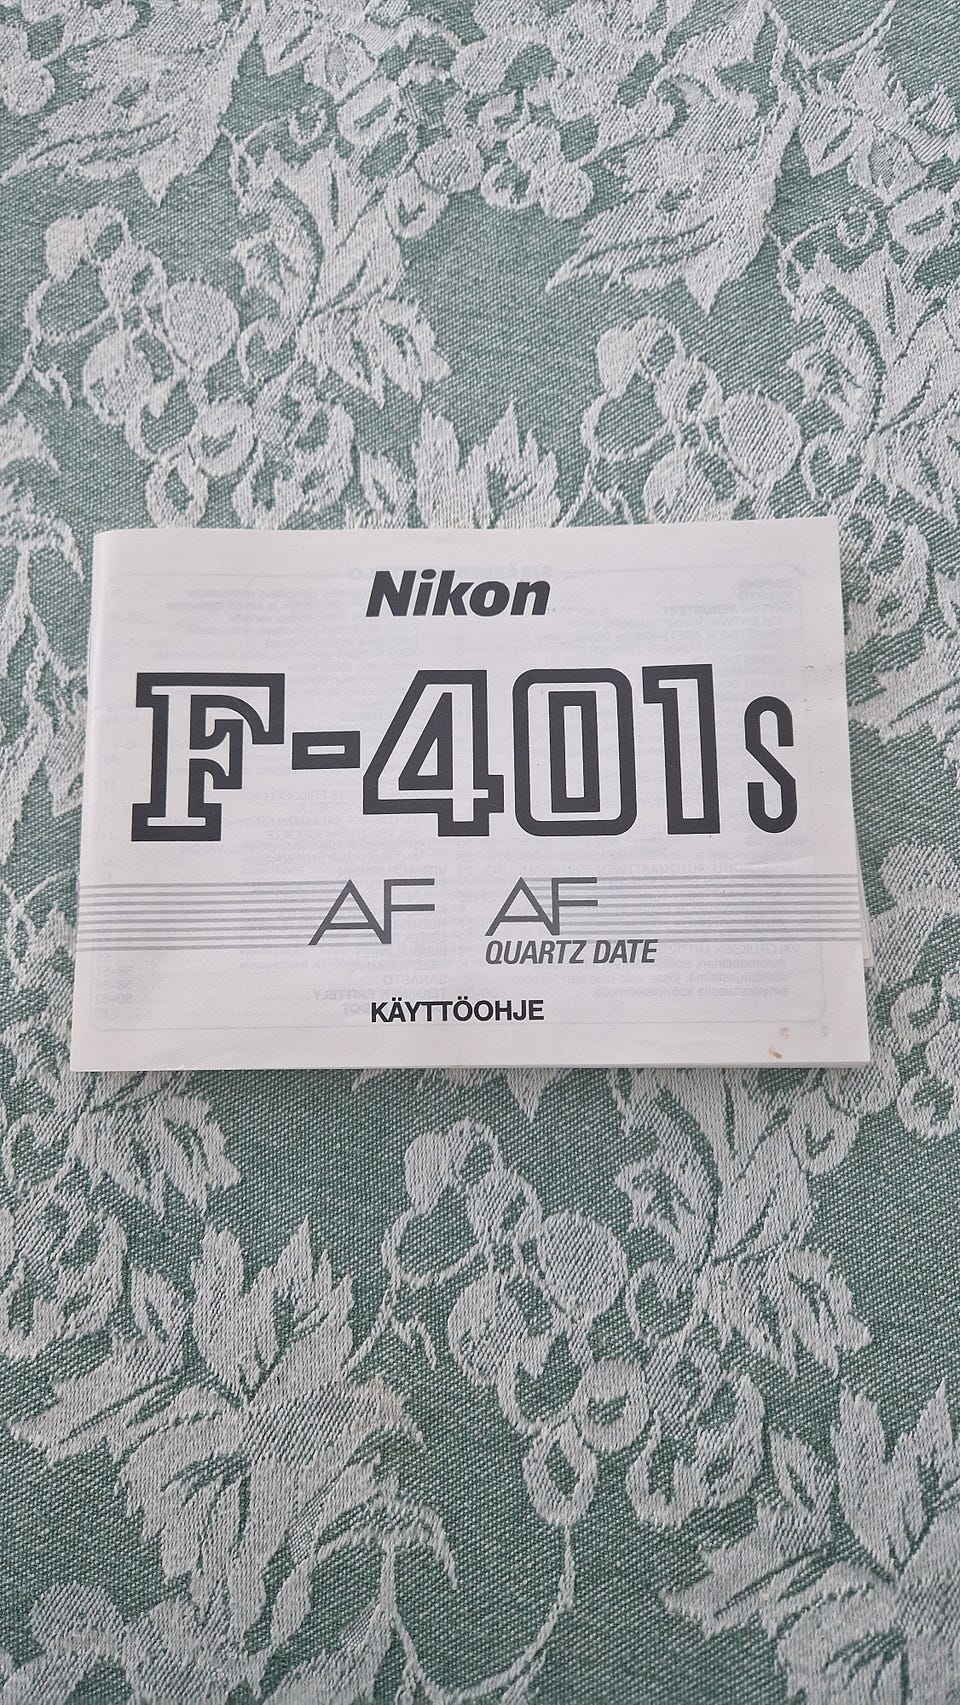 Nikon
F-401s
AF AF
QUARTZ DATE
KÄYTTÖOHJE